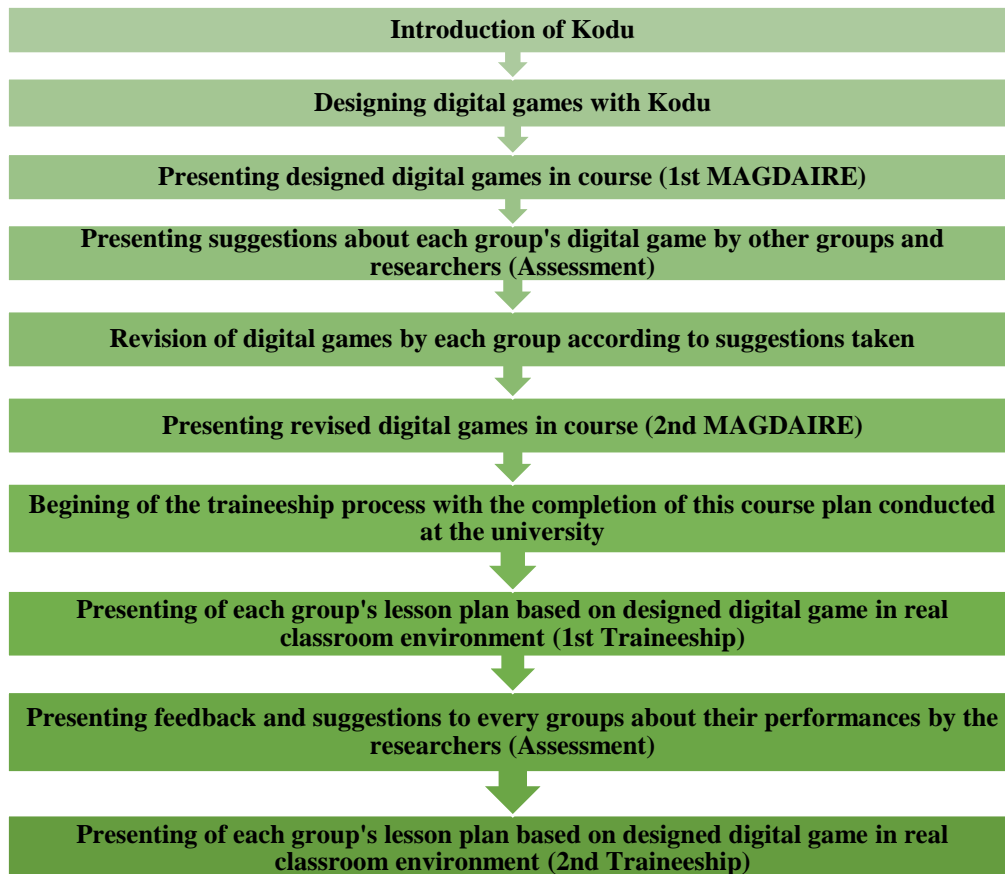 Introduction of Kodu
Designing digital games with Kodu
Presenting designed digital games in course (1st MAGDAIRE)
Presenting suggestions about each group's digital game by other groups and
researchers (Assessment)
Revision of digital games by each group according to suggestions taken
Presenting revised digital games in course (2nd MAGDAIRE)
Begining of the traineeship process with the completion of this course plan conducted
at the university
Presenting of each group's lesson plan based on designed digital game in real
classroom environment (1st Traineeship)
Presenting feedback and suggestions to every groups about their performances by the
researchers (Assessment)
Presenting of each group's lesson plan based on designed digital game in real
classroom environment (2nd Traineeship)